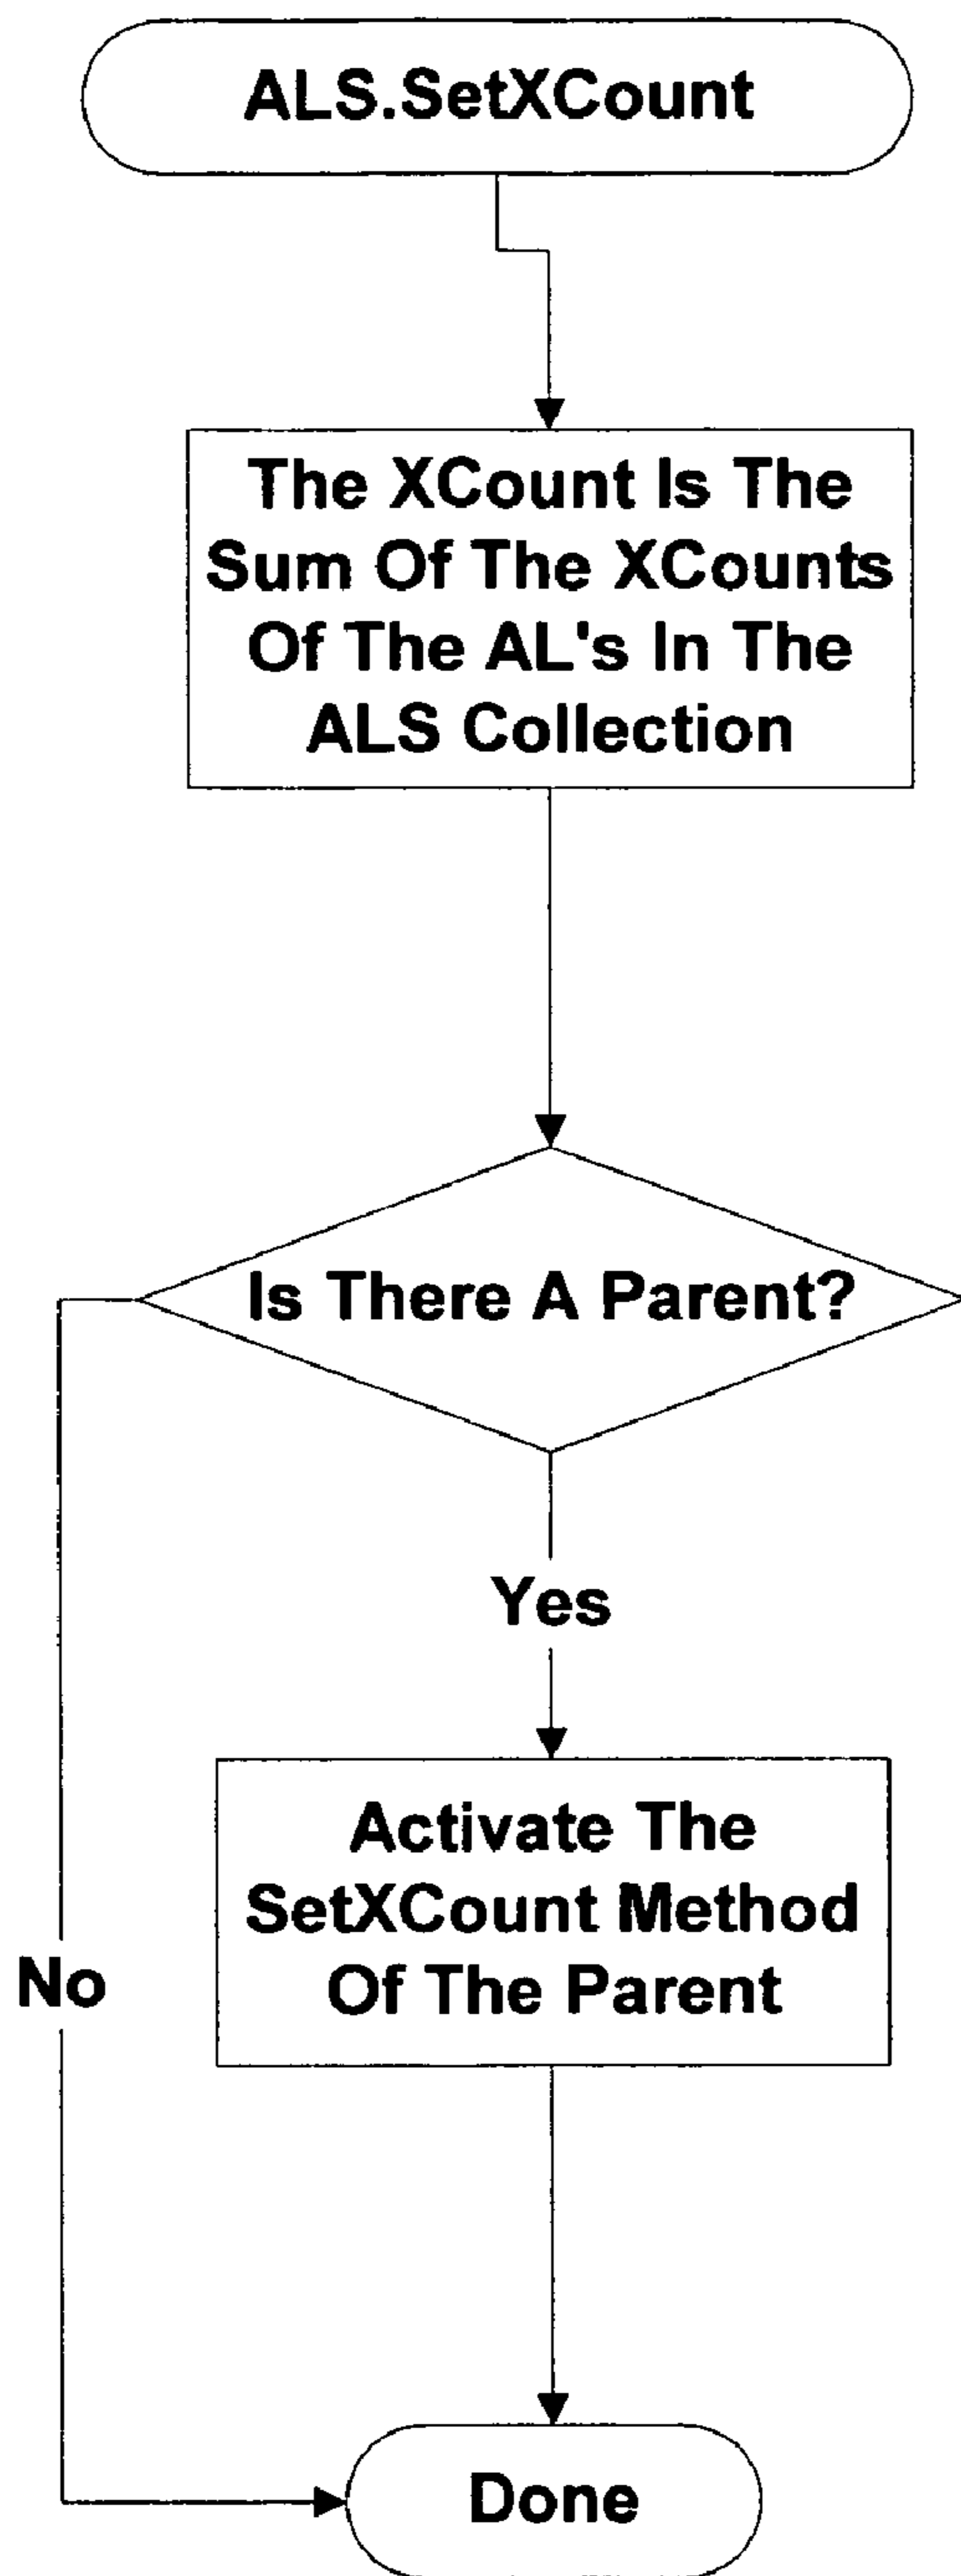 ALS.SetXCount
The XCount Is The
Sum Of The XCounts
Of The AL's In The
ALS Collection
Is There A Parent?
Yes
Activate The
SetXCount Method
Of The Parent
No
Done